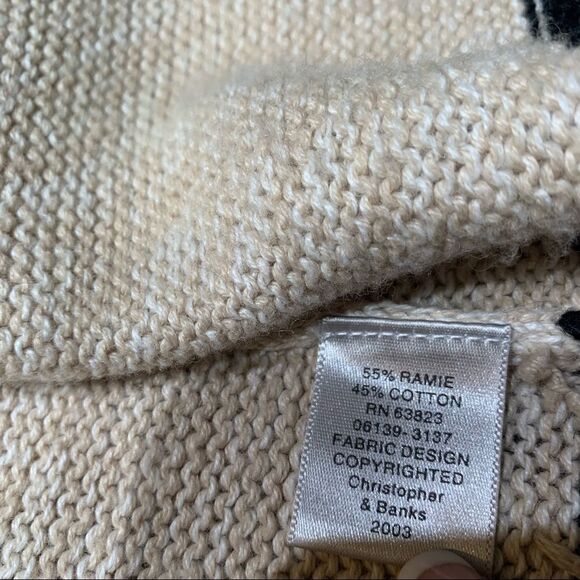 55% RAMIE
45% COTTON
RN 63823
06139-3137
FABRIC DESIGN
COPYRIGHTED
Christopher
& Banks
2003